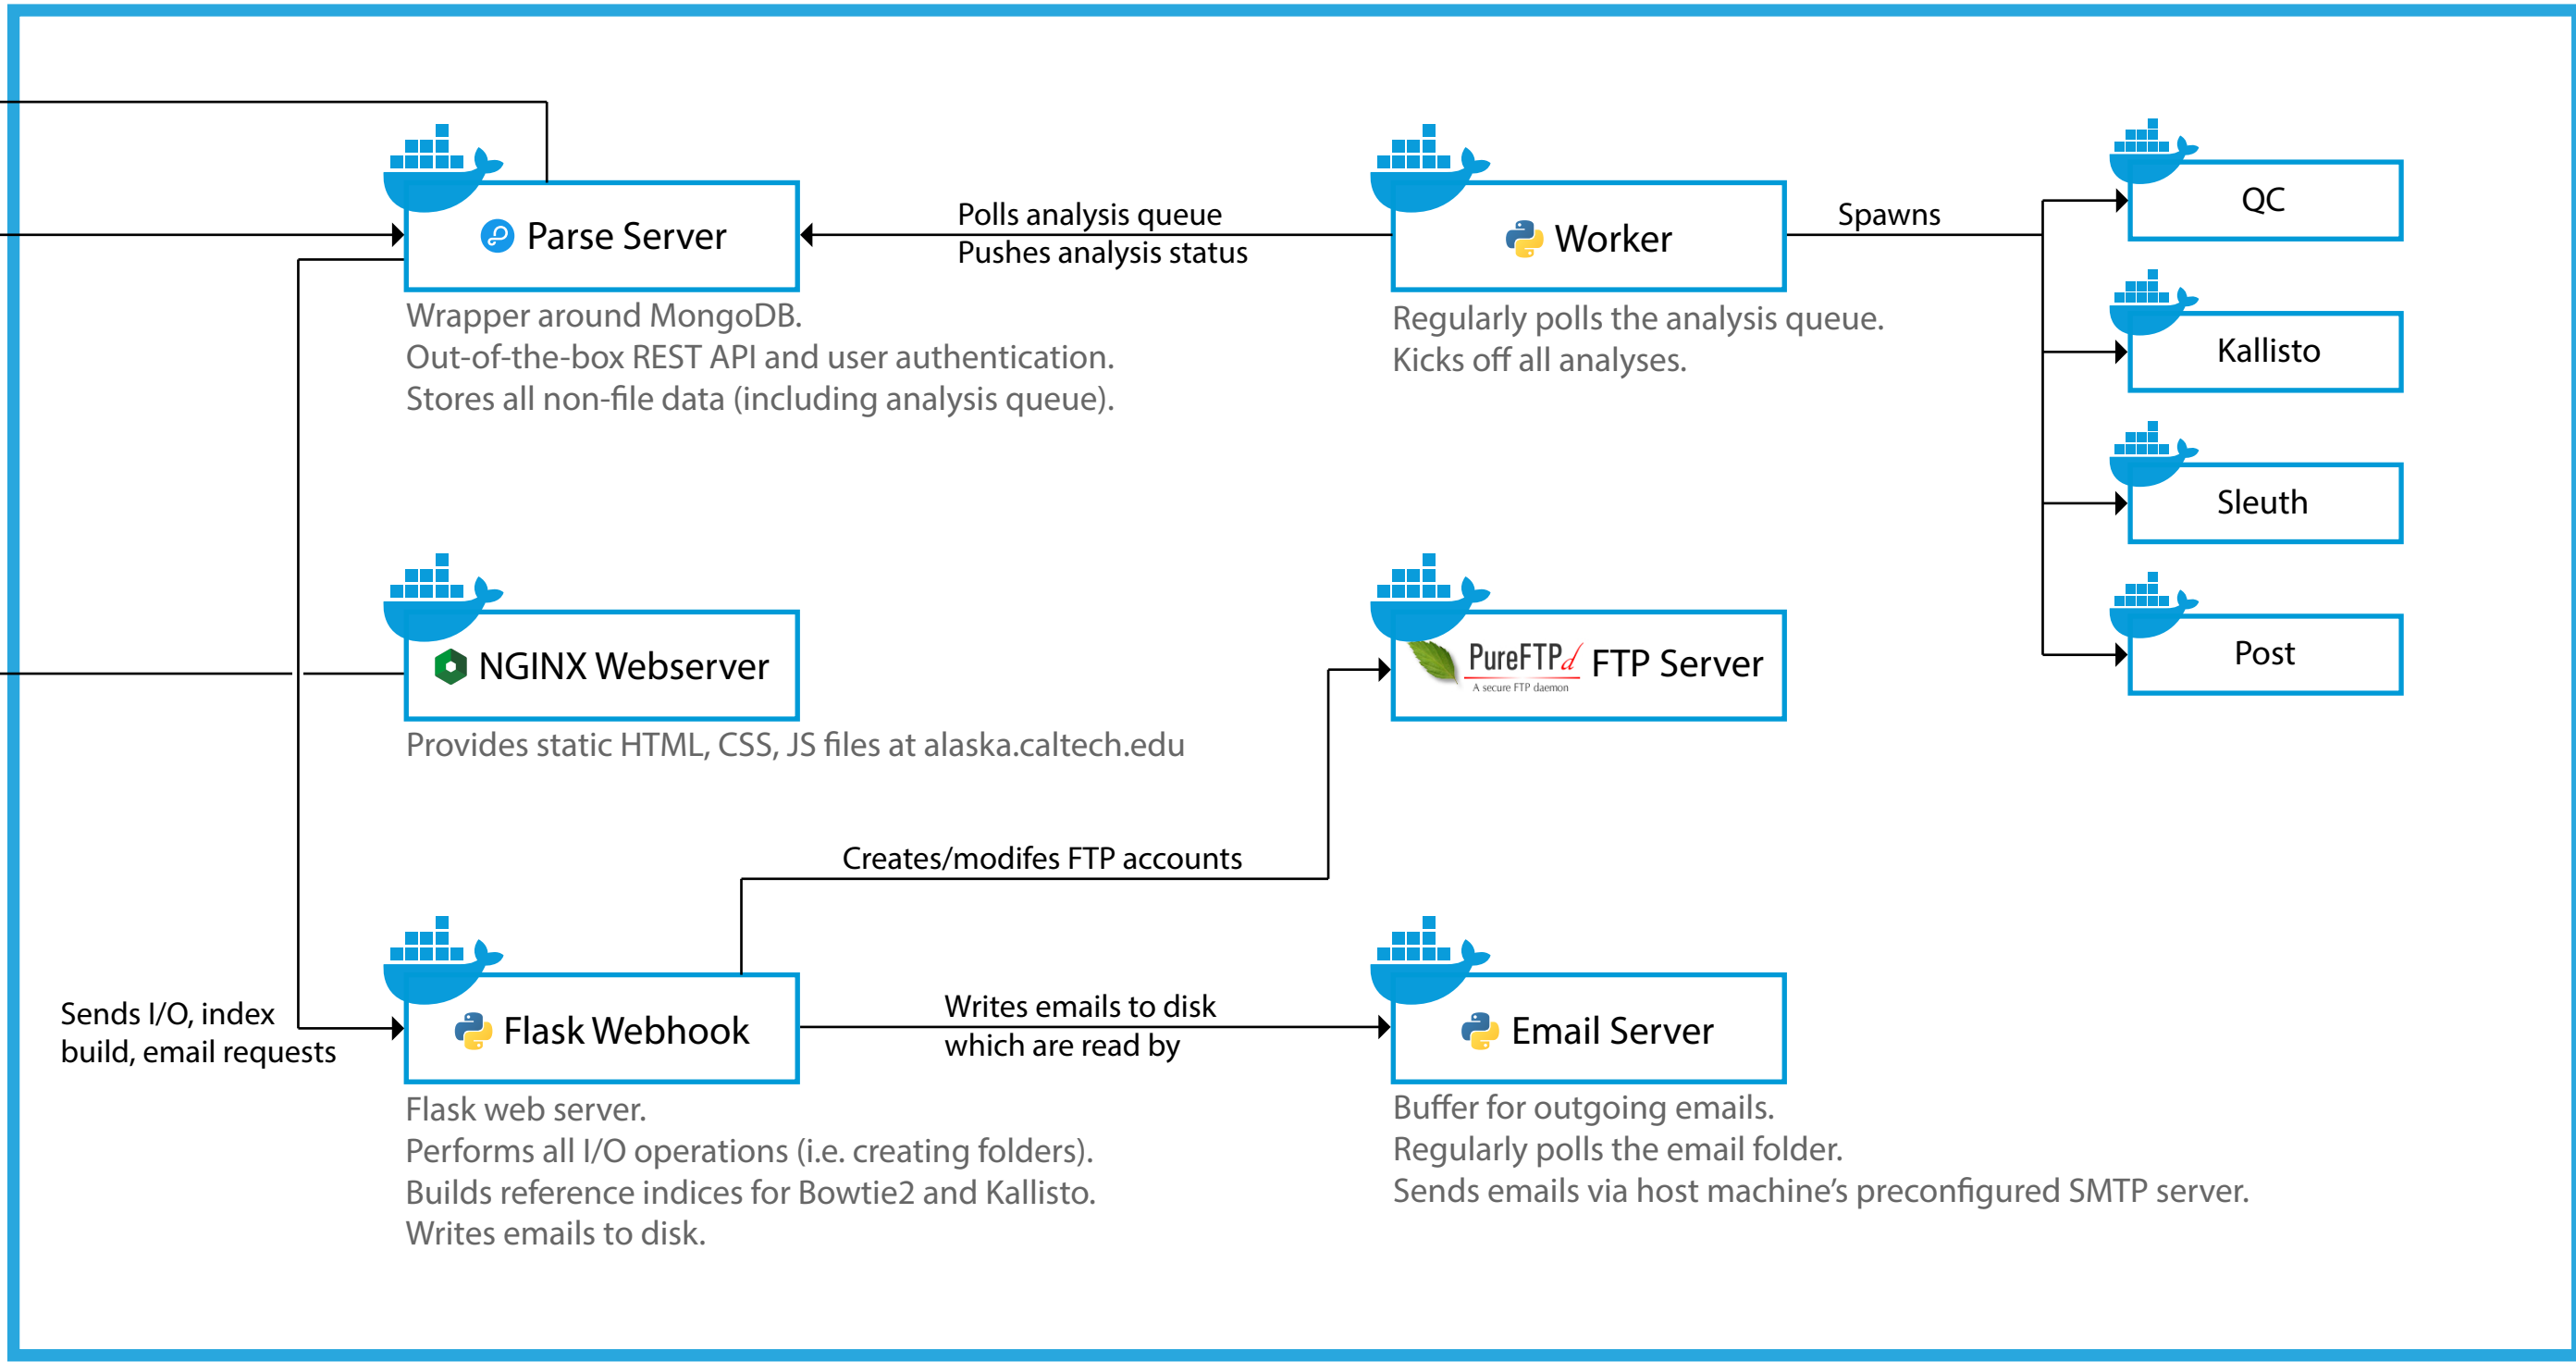 Parse Server
Wrapper around MongoDB.
Out-of-the-box REST API and user authentication.
Stores all non-file data (including analysis queue).
Polls analysis queue
Pushes analysis status
Worker
Regularly polls the analysis queue.
Kicks off all analyses.
Spawns
QC
Kallisto
Sleuth
Post
NGINX Webserver
Provides static HTML, CSS, JS files at alaska.caltech.edu
PureFTPd
A secure FTP daemon
FTP Server
Creates/modifes FTP accounts
Sends I/O, index
build, email requests
Flask Webhook
Flask web server.
Performs all I/O operations (i.e. creating folders).
Builds reference indices for Bowtie2 and Kallisto.
Writes emails to disk.
Writes emails to disk
which are read by
Email Server
Buffer for outgoing emails.
Regularly polls the email folder.
Sends emails via host machine’s preconfigured SMTP server.